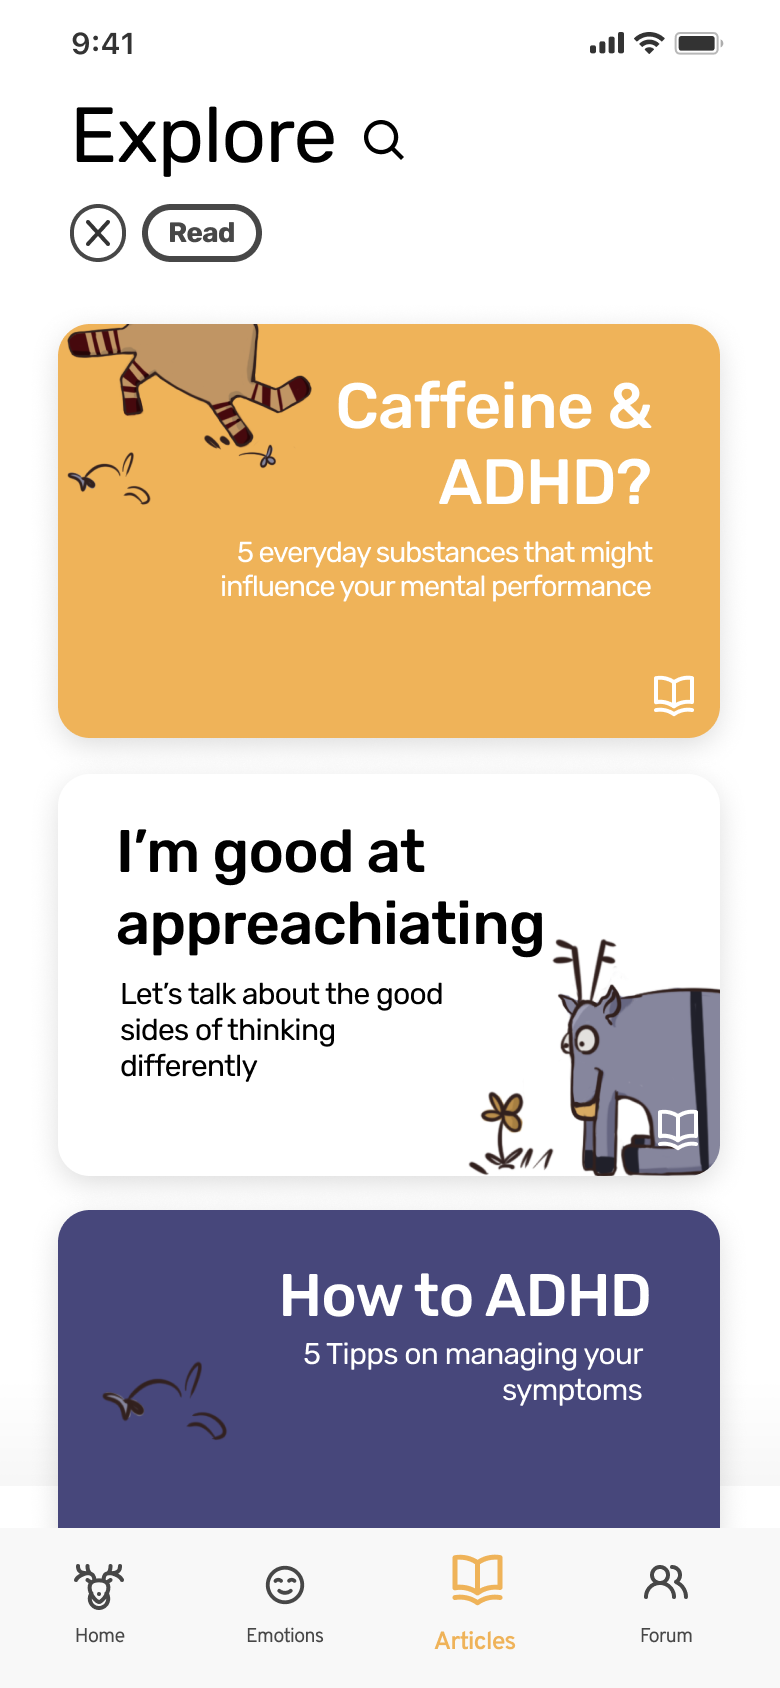 9:41
Explore
Read
Caffeine &
ADHD?
5 everyday substances that might
influence your mental performance
I’m good at
appreachiating
Let’s talk about the good
sides of thinking
differently
How to ADHD
5 Tipps on managing your
symptoms
Home
Emotions
Articles
Forum